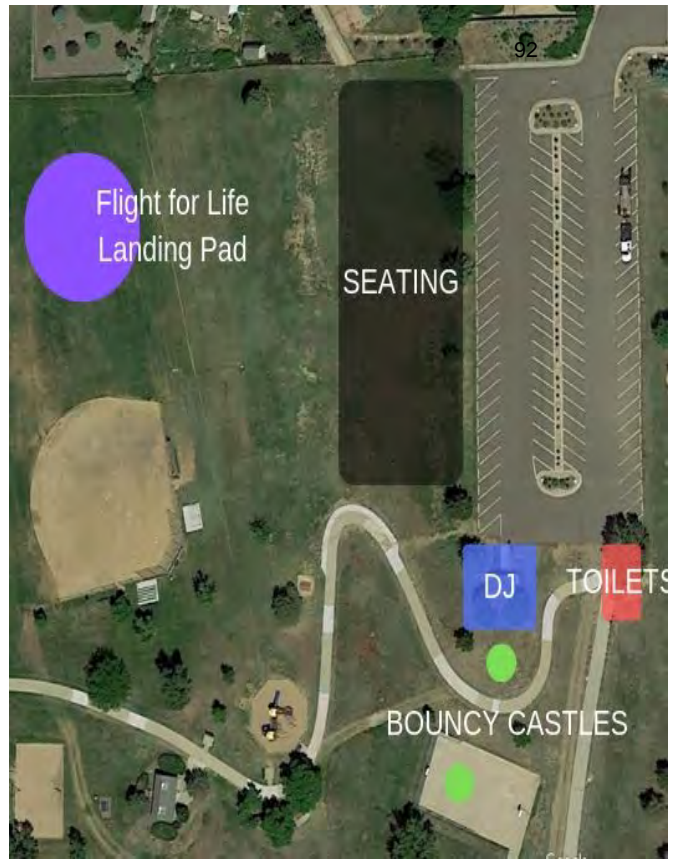 92
Flight for Life
Landing Pad
SEATING
DJ
TOILETS
BOUNCY CASTLES